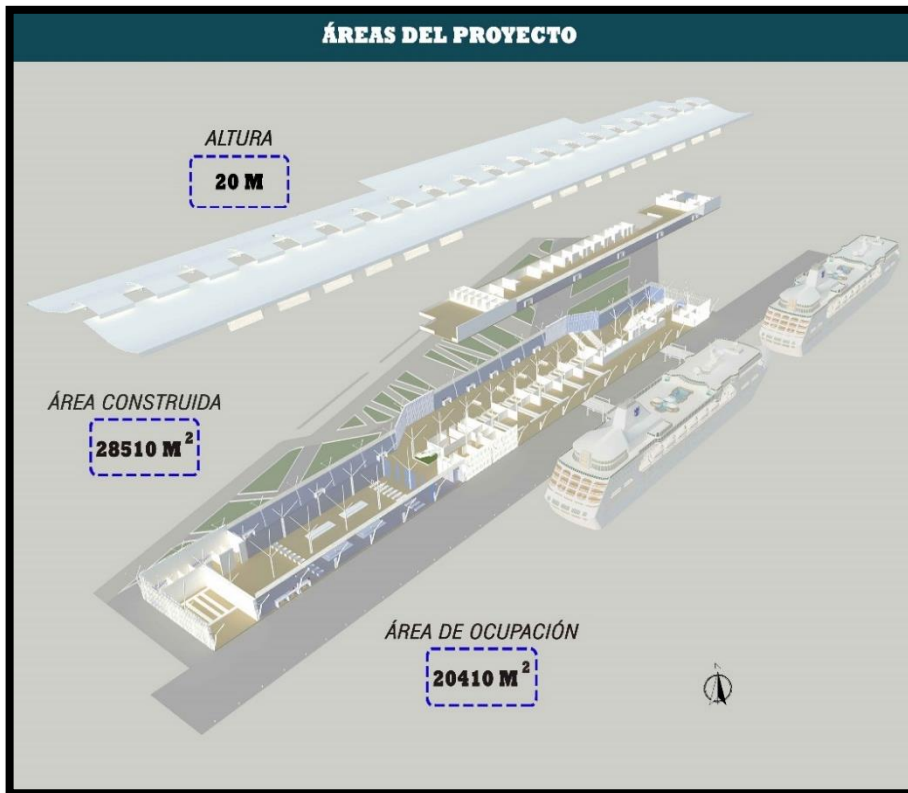 ÁREAS DEL PROYECTO
ALTURA
20 M
ÁREA CONSTRUIDA
28510 M²
ÁREA DE OCUPACIÓN
20410 M²
N